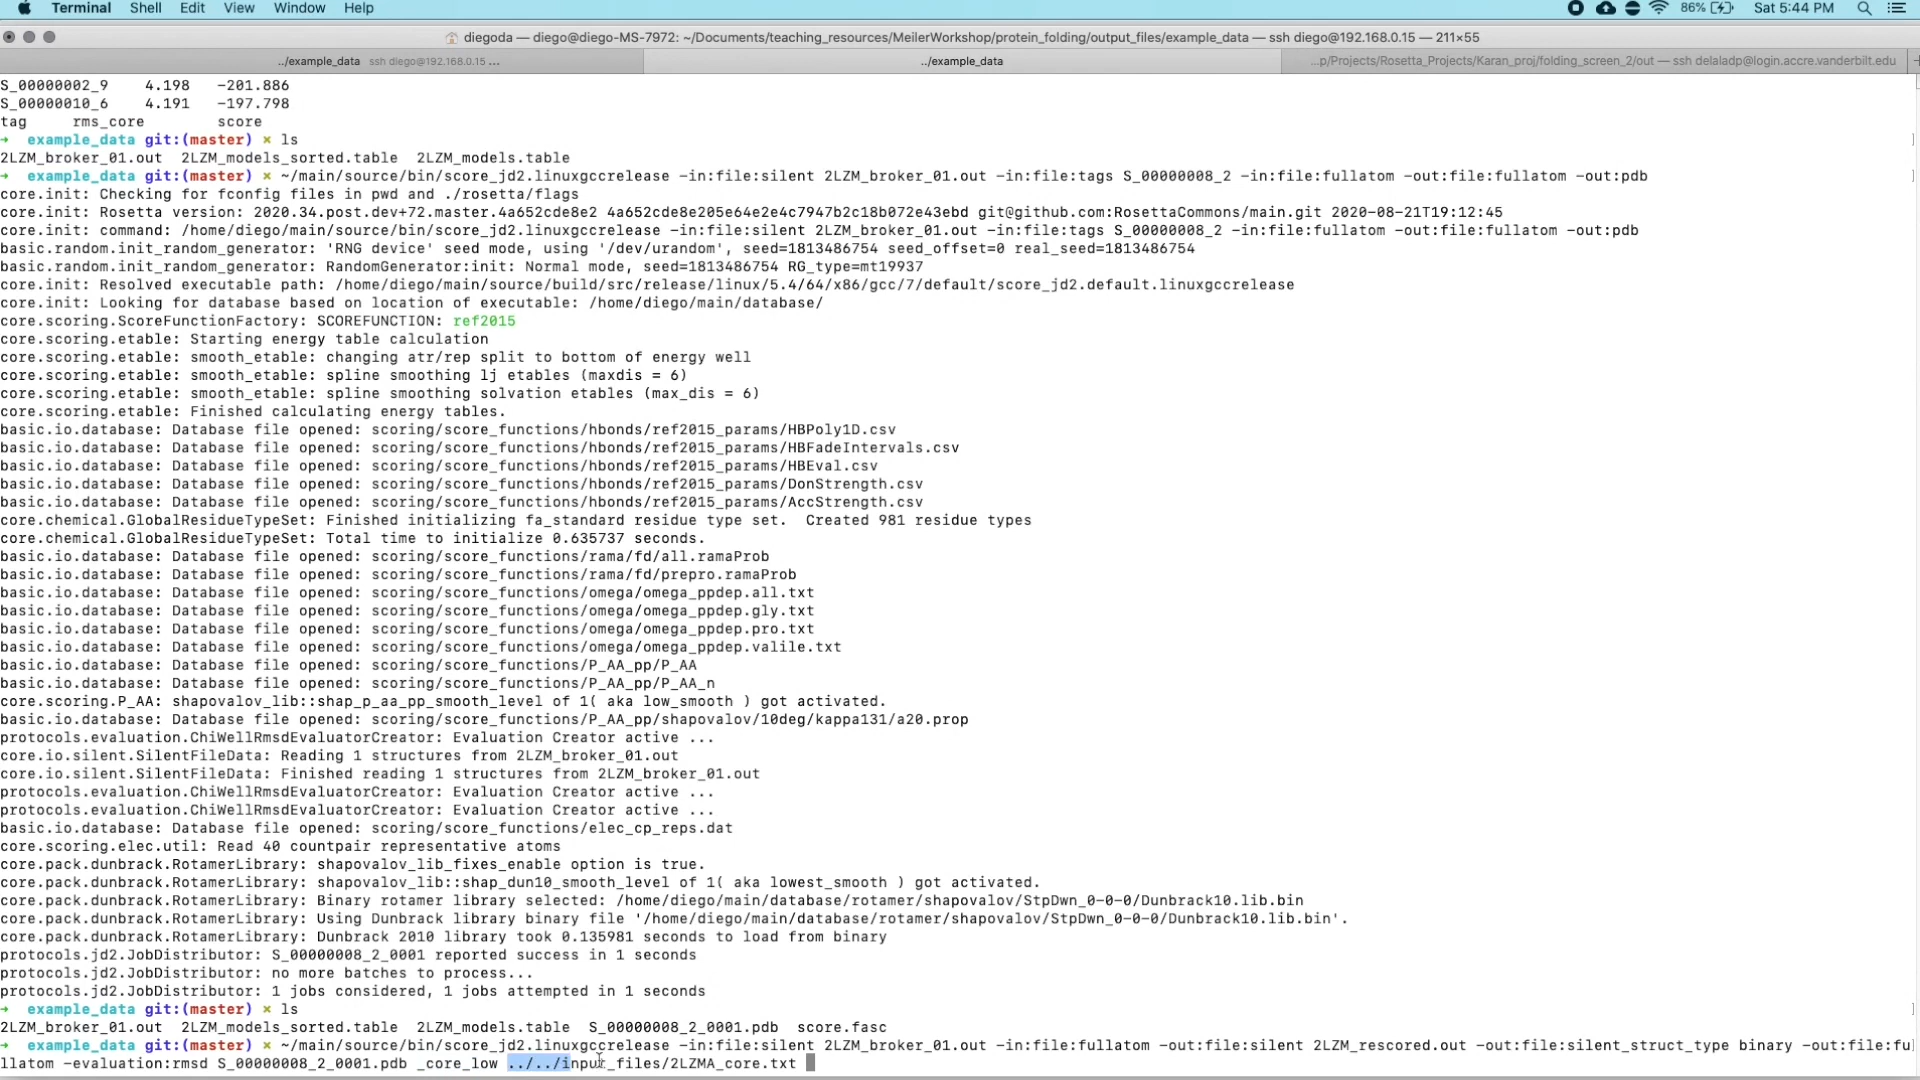 Terminal Shell Edit View Window Help 86% Sat 5:44 PM
diegoda — diego@diego-MS-7972: ~/Documents/teaching_resources/MeilerWorkshop/protein_folding/output_files/example_data — ssh diego@192.168.0.15 — 211×55
../example_data ssh diego@192.168.0.15 ... ../example_data ...p/Projects/Rosetta_Projects/Karan_proj/folding_screen_2/out — ssh delaladp@login.accre.vanderbilt.edu
S_00000002_9 4.198 -201.886
S_00000010_6 4.191 -197.798
tag rms_core score
→ example_data git:(master) × ls
2LZM_broker_01.out 2LZM_models_sorted.table 2LZM_models.table
→ example_data git:(master) × ~/main/source/bin/score_jd2.linuxgccrelease -in:file:silent 2LZM_broker_01.out -in:file:tags S_00000008_2 -in:file:fullatom -out:file:fullatom -out:pdb
core.init: Checking for fconfig files in pwd and ./rosetta/flags
core.init: Rosetta version: 2020.34.post.dev+72.master.4a652cde8e2 4a652cde8e205e64e2e4c7947b2c18b072e43ebd git@github.com:RosettaCommons/main.git 2020-08-21T19:12:45
core.init: command: /home/diego/main/source/bin/score_jd2.linuxgccrelease -in:file:silent 2LZM_broker_01.out -in:file:tags S_00000008_2 -in:file:fullatom -out:file:fullatom -out:pdb
basic.random.init_random_generator: 'RNG device' seed mode, using '/dev/urandom', seed=1813486754 seed_offset=0 real_seed=1813486754
basic.random.init_random_generator: RandomGenerator:init: Normal mode, seed=1813486754 RG_type=mt19937
core.init: Resolved executable path: /home/diego/main/source/build/src/release/linux/5.4/64/x86/gcc/7/default/score_jd2.default.linuxgccrelease
core.init: Looking for database based on location of executable: /home/diego/main/database/
core.scoring.ScoreFunctionFactory: SCOREFUNCTION: ref2015
core.scoring.etable: Starting energy table calculation
core.scoring.etable: smooth_etable: changing atr/rep split to bottom of energy well
core.scoring.etable: smooth_etable: spline smoothing lj etables (maxdis = 6)
core.scoring.etable: smooth_etable: spline smoothing solvation etables (max_dis = 6)
core.scoring.etable: Finished calculating energy tables.
basic.io.database: Database file opened: scoring/score_functions/hbonds/ref2015_params/HBPoly1D.csv
basic.io.database: Database file opened: scoring/score_functions/hbonds/ref2015_params/HBFadeIntervals.csv
basic.io.database: Database file opened: scoring/score_functions/hbonds/ref2015_params/HBEval.csv
basic.io.database: Database file opened: scoring/score_functions/hbonds/ref2015_params/DonStrength.csv
basic.io.database: Database file opened: scoring/score_functions/hbonds/ref2015_params/AccStrength.csv
core.chemical.GlobalResidueTypeSet: Finished initializing fa_standard residue type set. Created 981 residue types
core.chemical.GlobalResidueTypeSet: Total time to initialize 0.635737 seconds.
basic.io.database: Database file opened: scoring/score_functions/rama/fd/all.ramaProb
basic.io.database: Database file opened: scoring/score_functions/rama/fd/prepro.ramaProb
basic.io.database: Database file opened: scoring/score_functions/omega/omega_ppdep.all.txt
basic.io.database: Database file opened: scoring/score_functions/omega/omega_ppdep.gly.txt
basic.io.database: Database file opened: scoring/score_functions/omega/omega_ppdep.pro.txt
basic.io.database: Database file opened: scoring/score_functions/omega/omega_ppdep.valile.txt
basic.io.database: Database file opened: scoring/score_functions/P_AA_pp/P_AA
basic.io.database: Database file opened: scoring/score_functions/P_AA_pp/P_AA_n
core.scoring.P_AA: shapovalov_lib::shap_p_aa_pp_smooth_level of 1( aka low_smooth ) got activated.
basic.io.database: Database file opened: scoring/score_functions/P_AA_pp/shapovalov/10deg/kappa131/a20.prop
protocols.evaluation.ChiWellRmsdEvaluatorCreator: Evaluation Creator active ...
core.io.silent.SilentFileData: Reading 1 structures from 2LZM_broker_01.out
core.io.silent.SilentFileData: Finished reading 1 structures from 2LZM_broker_01.out
protocols.evaluation.ChiWellRmsdEvaluatorCreator: Evaluation Creator active ...
protocols.evaluation.ChiWellRmsdEvaluatorCreator: Evaluation Creator active ...
basic.io.database: Database file opened: scoring/score_functions/elec_cp_reps.dat
core.scoring.elec.util: Read 40 countpair representative atoms
core.pack.dunbrack.RotamerLibrary: shapovalov_lib_fixes_enable option is true.
core.pack.dunbrack.RotamerLibrary: shapovalov_lib::shap_dun10_smooth_level of 1( aka lowest_smooth ) got activated.
core.pack.dunbrack.RotamerLibrary: Binary rotamer library selected: /home/diego/main/database/rotamer/shapovalov/StpDwn_0-0-0/Dunbrack10.lib.bin
core.pack.dunbrack.RotamerLibrary: Using Dunbrack library binary file '/home/diego/main/database/rotamer/shapovalov/StpDwn_0-0-0/Dunbrack10.lib.bin'.
core.pack.dunbrack.RotamerLibrary: Dunbrack 2010 library took 0.135981 seconds to load from binary
protocols.jd2.JobDistributor: S_00000008_2_0001 reported success in 1 seconds
protocols.jd2.JobDistributor: no more batches to process...
protocols.jd2.JobDistributor: 1 jobs considered, 1 jobs attempted in 1 seconds
→ example_data git:(master) × ls
2LZM_broker_01.out 2LZM_models_sorted.table 2LZM_models.table S_00000008_2_0001.pdb score.fasc
→ example_data git:(master) × ~/main/source/bin/score_jd2.linuxgccrelease -in:file:silent 2LZM_broker_01.out -in:file:fullatom -out:file:silent 2LZM_rescored.out -out:file:silent_struct_type binary -out:file:fu
llatom -evaluation:rmsd S_00000008_2_0001.pdb _core_low ../../input_files/2LZMA_core.txt